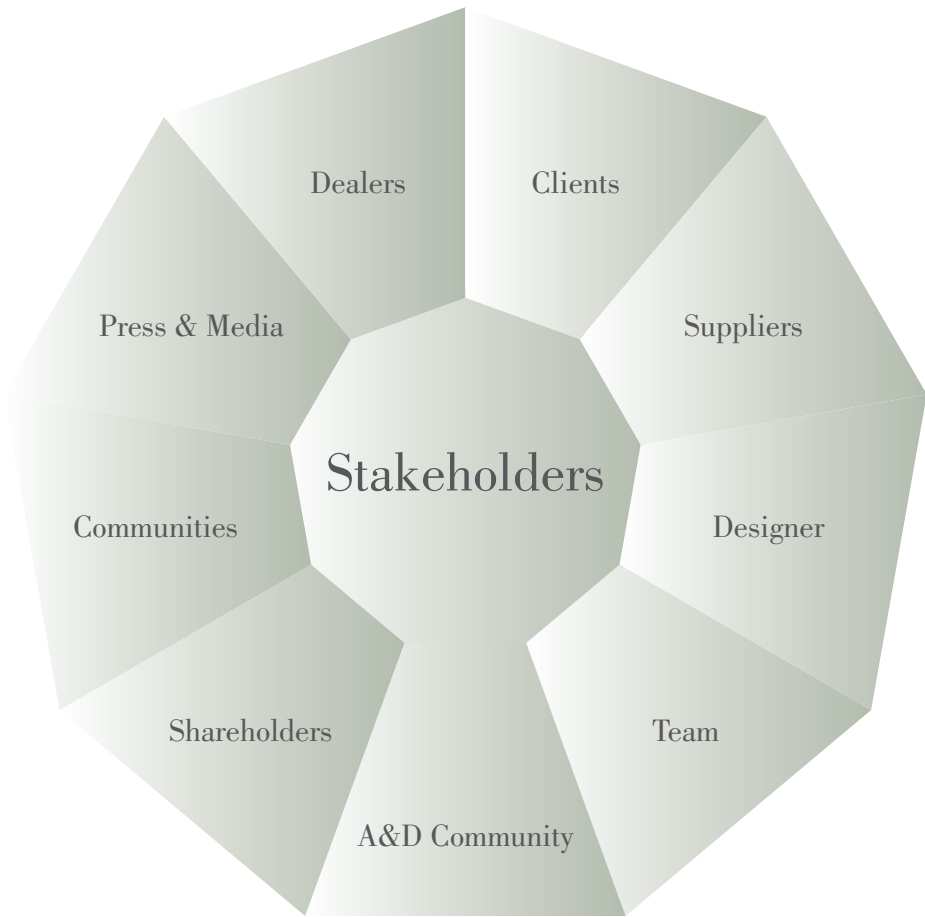 Dealers
Clients
Press & Media
Suppliers
Stakeholders
Communities
Designer
Shareholders
Team
A&D Community